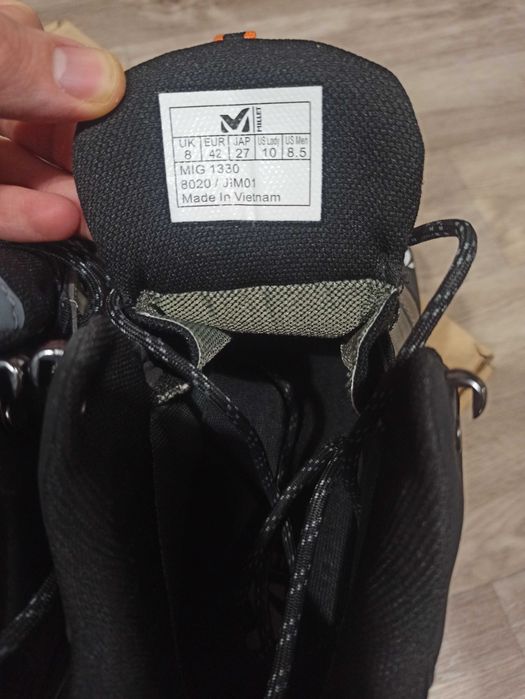 MILLET
UK EUR JAP US Lady US Men
8 42 27 10 8.5
MIG 1330
8020 / JIM01
Made In Vietnam